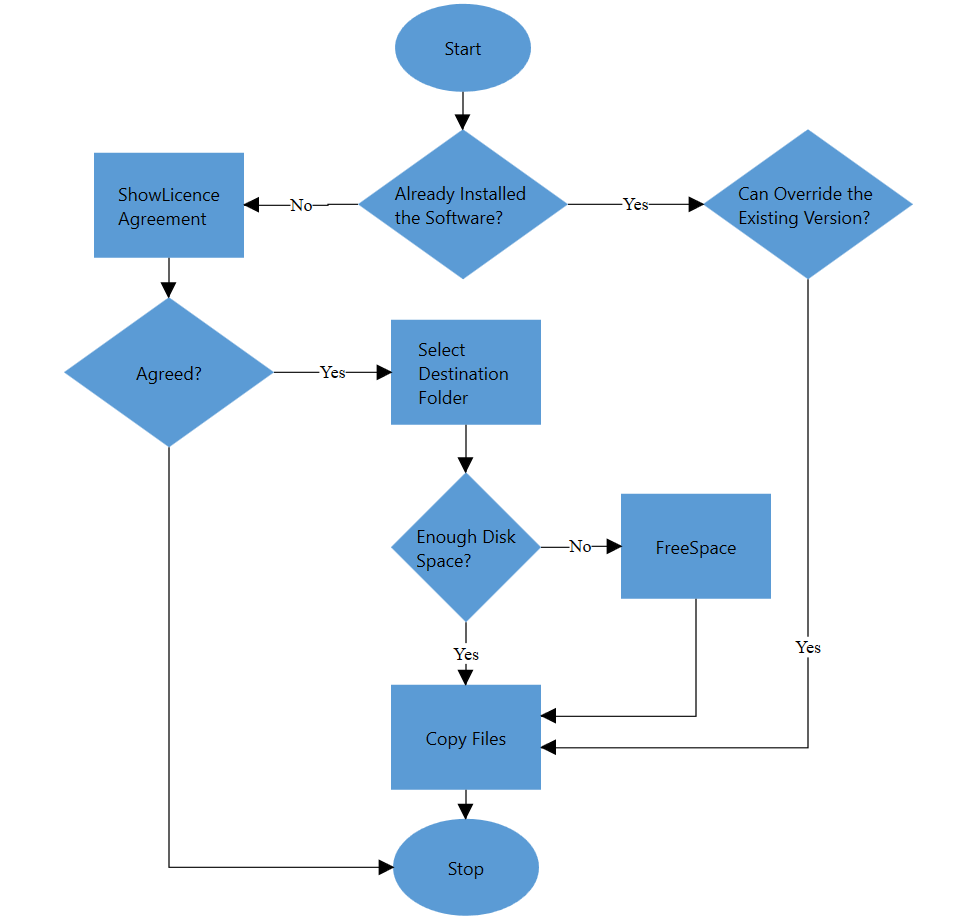 Start
Already Installed
the Software?
No
Yes
ShowLicence
Agreement
Can Override the
Existing Version?
Agreed?
Yes
Select
Destination
Folder
Enough Disk
Space?
No
FreeSpace
Yes
Yes
Copy Files
Stop